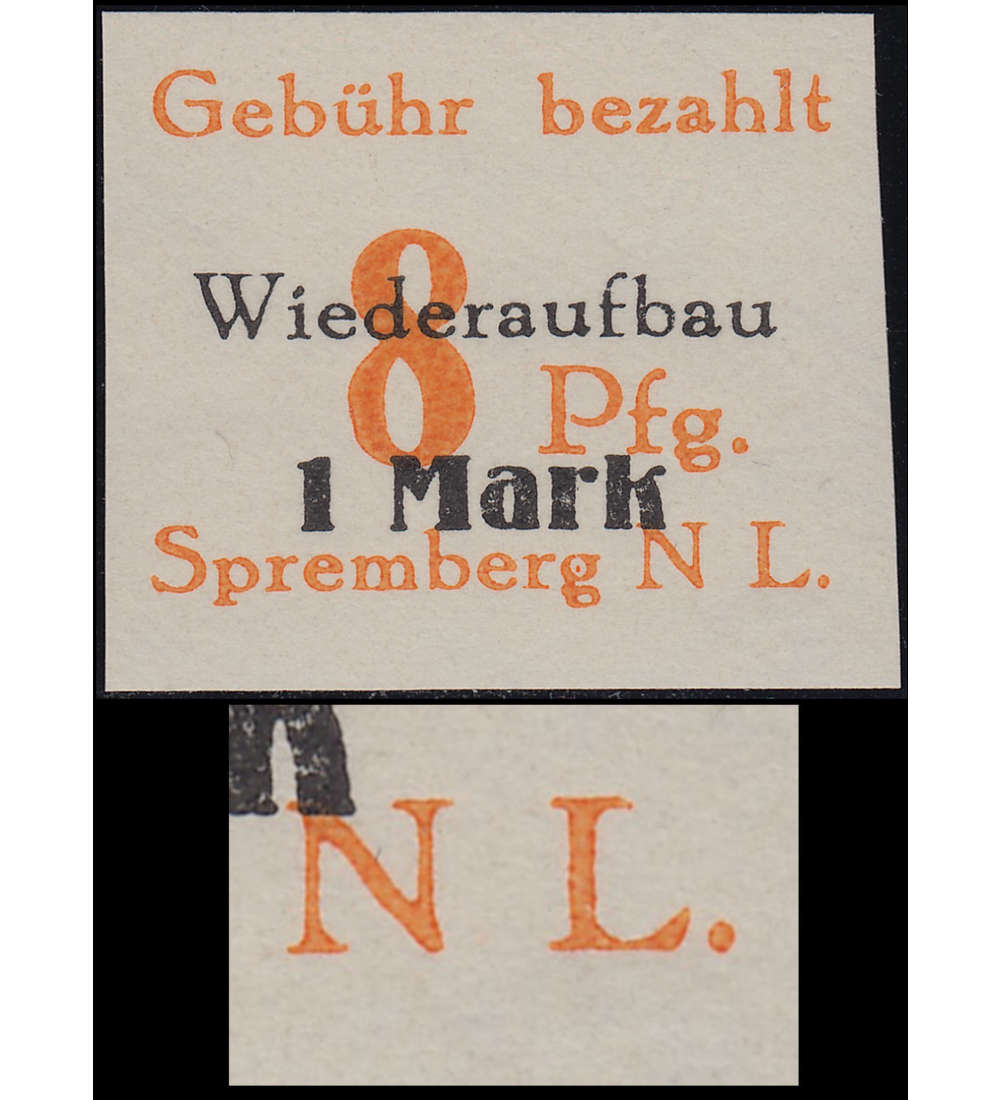 Gebühr bezahlt
Wiederaufbau
8 Pfg.
1 Mark
Spremberg N L.
N L.